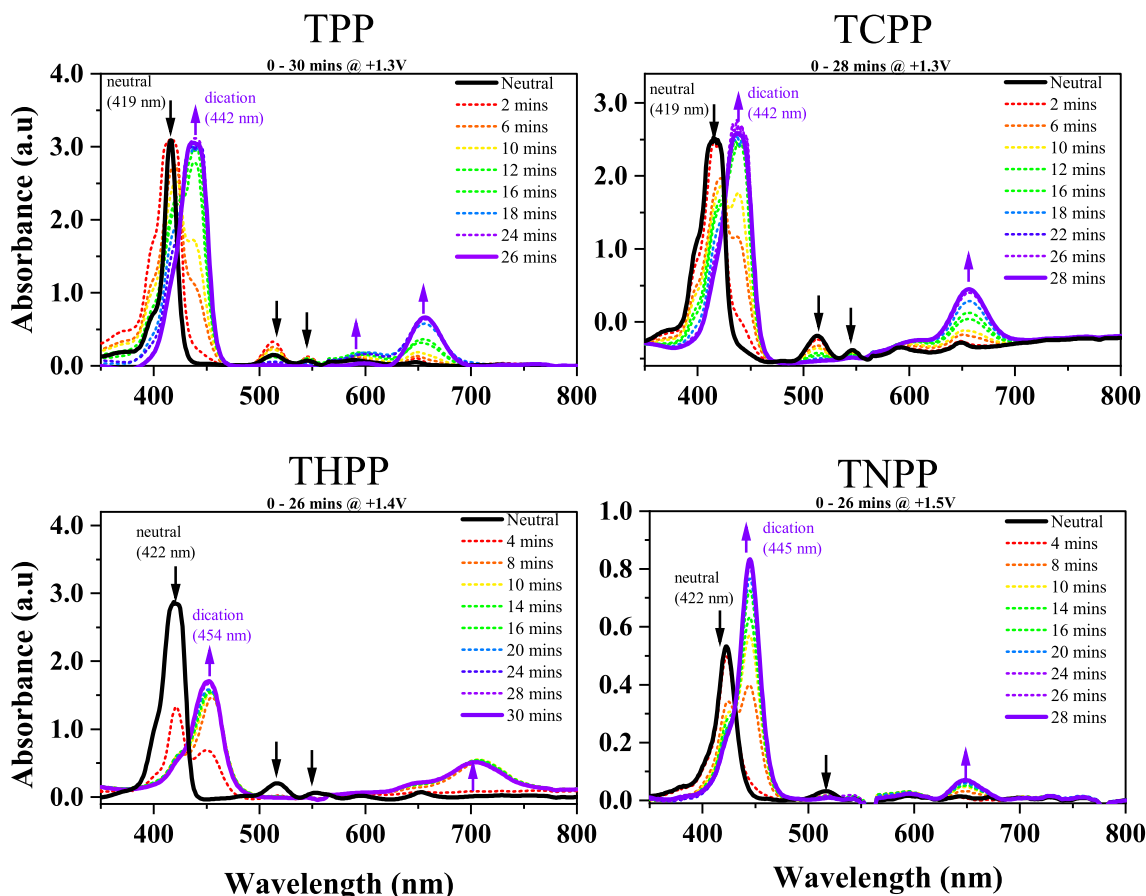 TPP
0 - 30 mins @ +1.3V
Absorbance (a.u)
4.0
3.0
2.0
1.0
0.0
neutral
(419 nm)
dication
(442 nm)
Neutral
2 mins
6 mins
10 mins
12 mins
16 mins
18 mins
24 mins
26 mins
400
500
600
700
800
TCPP
0 - 28 mins @ +1.3V
3.0
2.0
1.0
0.0
neutral
(419 nm)
dication
(442 nm)
Neutral
2 mins
6 mins
10 mins
12 mins
16 mins
18 mins
22 mins
26 mins
28 mins
400
500
600
700
800
THPP
0 - 26 mins @ +1.4V
Absorbance (a.u)
4.0
3.0
2.0
1.0
0.0
neutral
(422 nm)
dication
(454 nm)
Neutral
4 mins
8 mins
10 mins
14 mins
16 mins
20 mins
24 mins
28 mins
30 mins
400
500
600
700
800
Wavelength (nm)
TNPP
0 - 26 mins @ +1.5V
1.0
0.8
0.6
0.4
0.2
0.0
neutral
(422 nm)
dication
(445 nm)
Neutral
4 mins
8 mins
10 mins
14 mins
16 mins
20 mins
24 mins
26 mins
28 mins
400
500
600
700
800
Wavelength (nm)